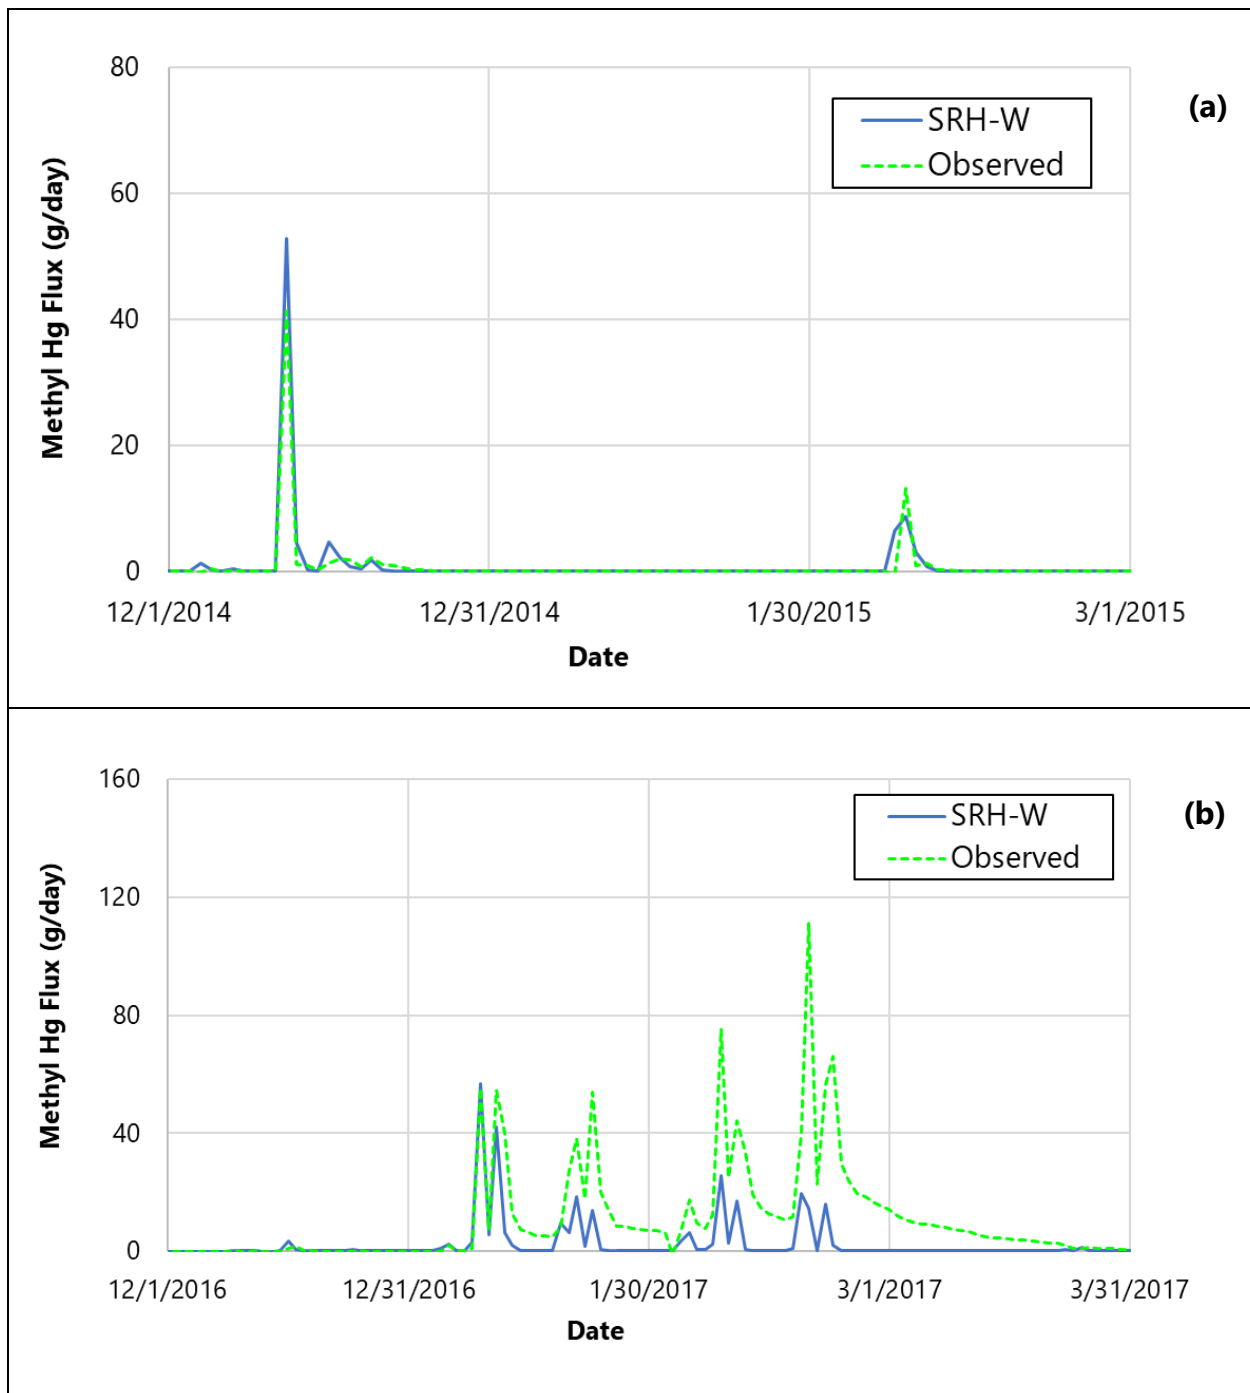 (a)
80
60
40
20
0
Methyl Hg Flux (g/day)
SRH-W
Observed
12/1/2014
12/31/2014
1/30/2015
3/1/2015
Date
(b)
160
120
80
40
0
Methyl Hg Flux (g/day)
SRH-W
Observed
12/1/2016
12/31/2016
1/30/2017
3/1/2017
3/31/2017
Date